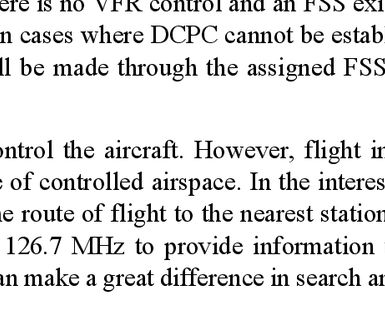 ere is no VFR control and an FSS exi
n cases where DCPC cannot be establ
ll be made through the assigned FSS
ontrol the aircraft. However, flight in
e of controlled airspace. In the interes
he route of flight to the nearest station
126.7 MHz to provide information
an make a great difference in search an